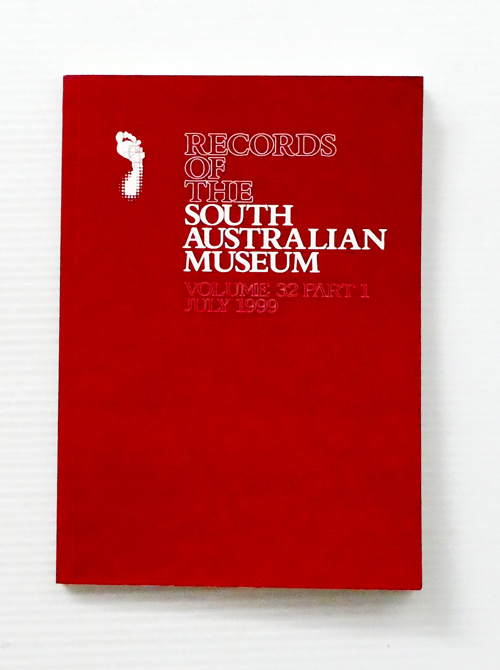 RECORDS
OF
THE
SOUTH
AUSTRALIAN
MUSEUM
VOLUME 32 PART 1
JULY 1999